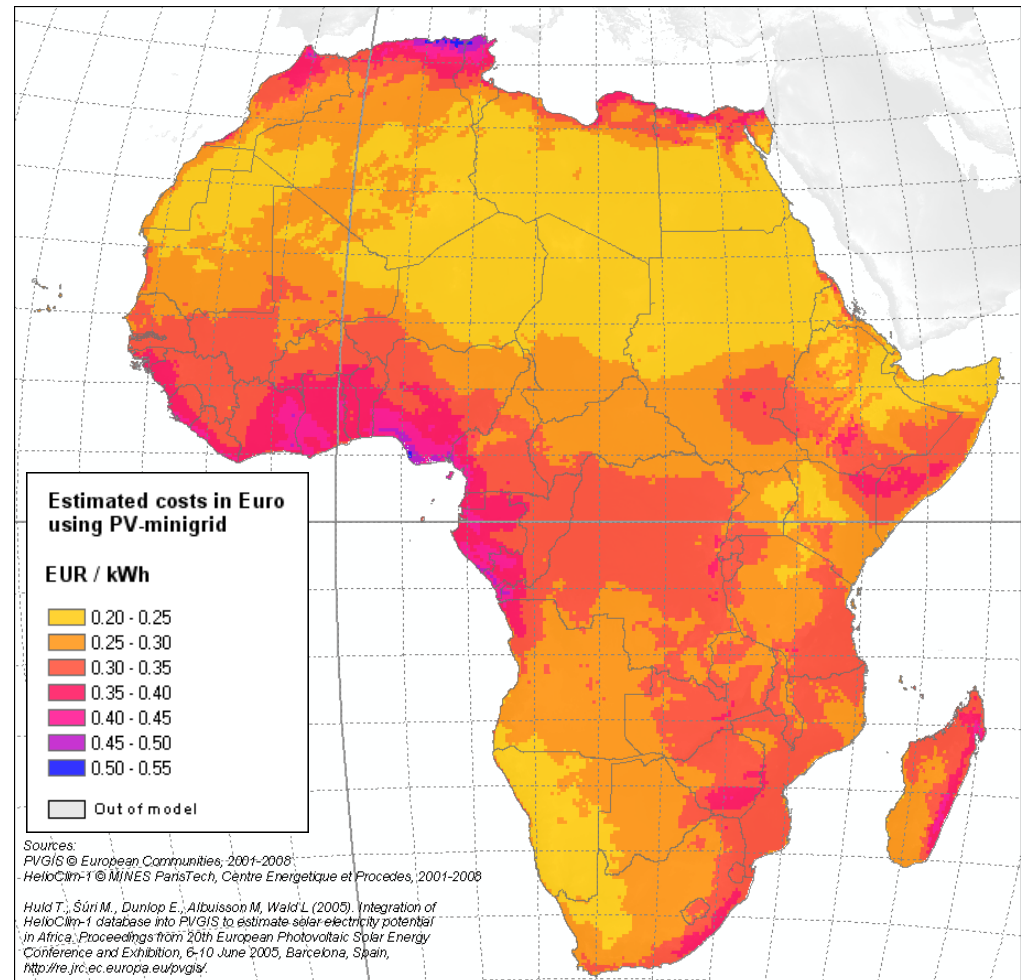 Estimated costs in Euro
using PV-minigrid
EUR / kWh
0.20 - 0.25
0.25 - 0.30
0.30 - 0.35
0.35 - 0.40
0.40 - 0.45
0.45 - 0.50
0.50 - 0.55
Out of model
Sources:
PVGIS © European Communities, 2001-2008
HelioClim-1 © MINES ParisTech, Centre Energetique et Procedes, 2001-2008
Huld T., Šúri M., Dunlop E., Albuisson M, Wald L (2005). Integration of
HelioClim-1 database into PVGIS to estimate solar electricity potential
in Africa. Proceedings from 20th European Photovoltaic Solar Energy
Conference and Exhibition, 6-10 June 2005, Barcelona, Spain,
http://re.jrc.ec.europa.eu/pvgis/